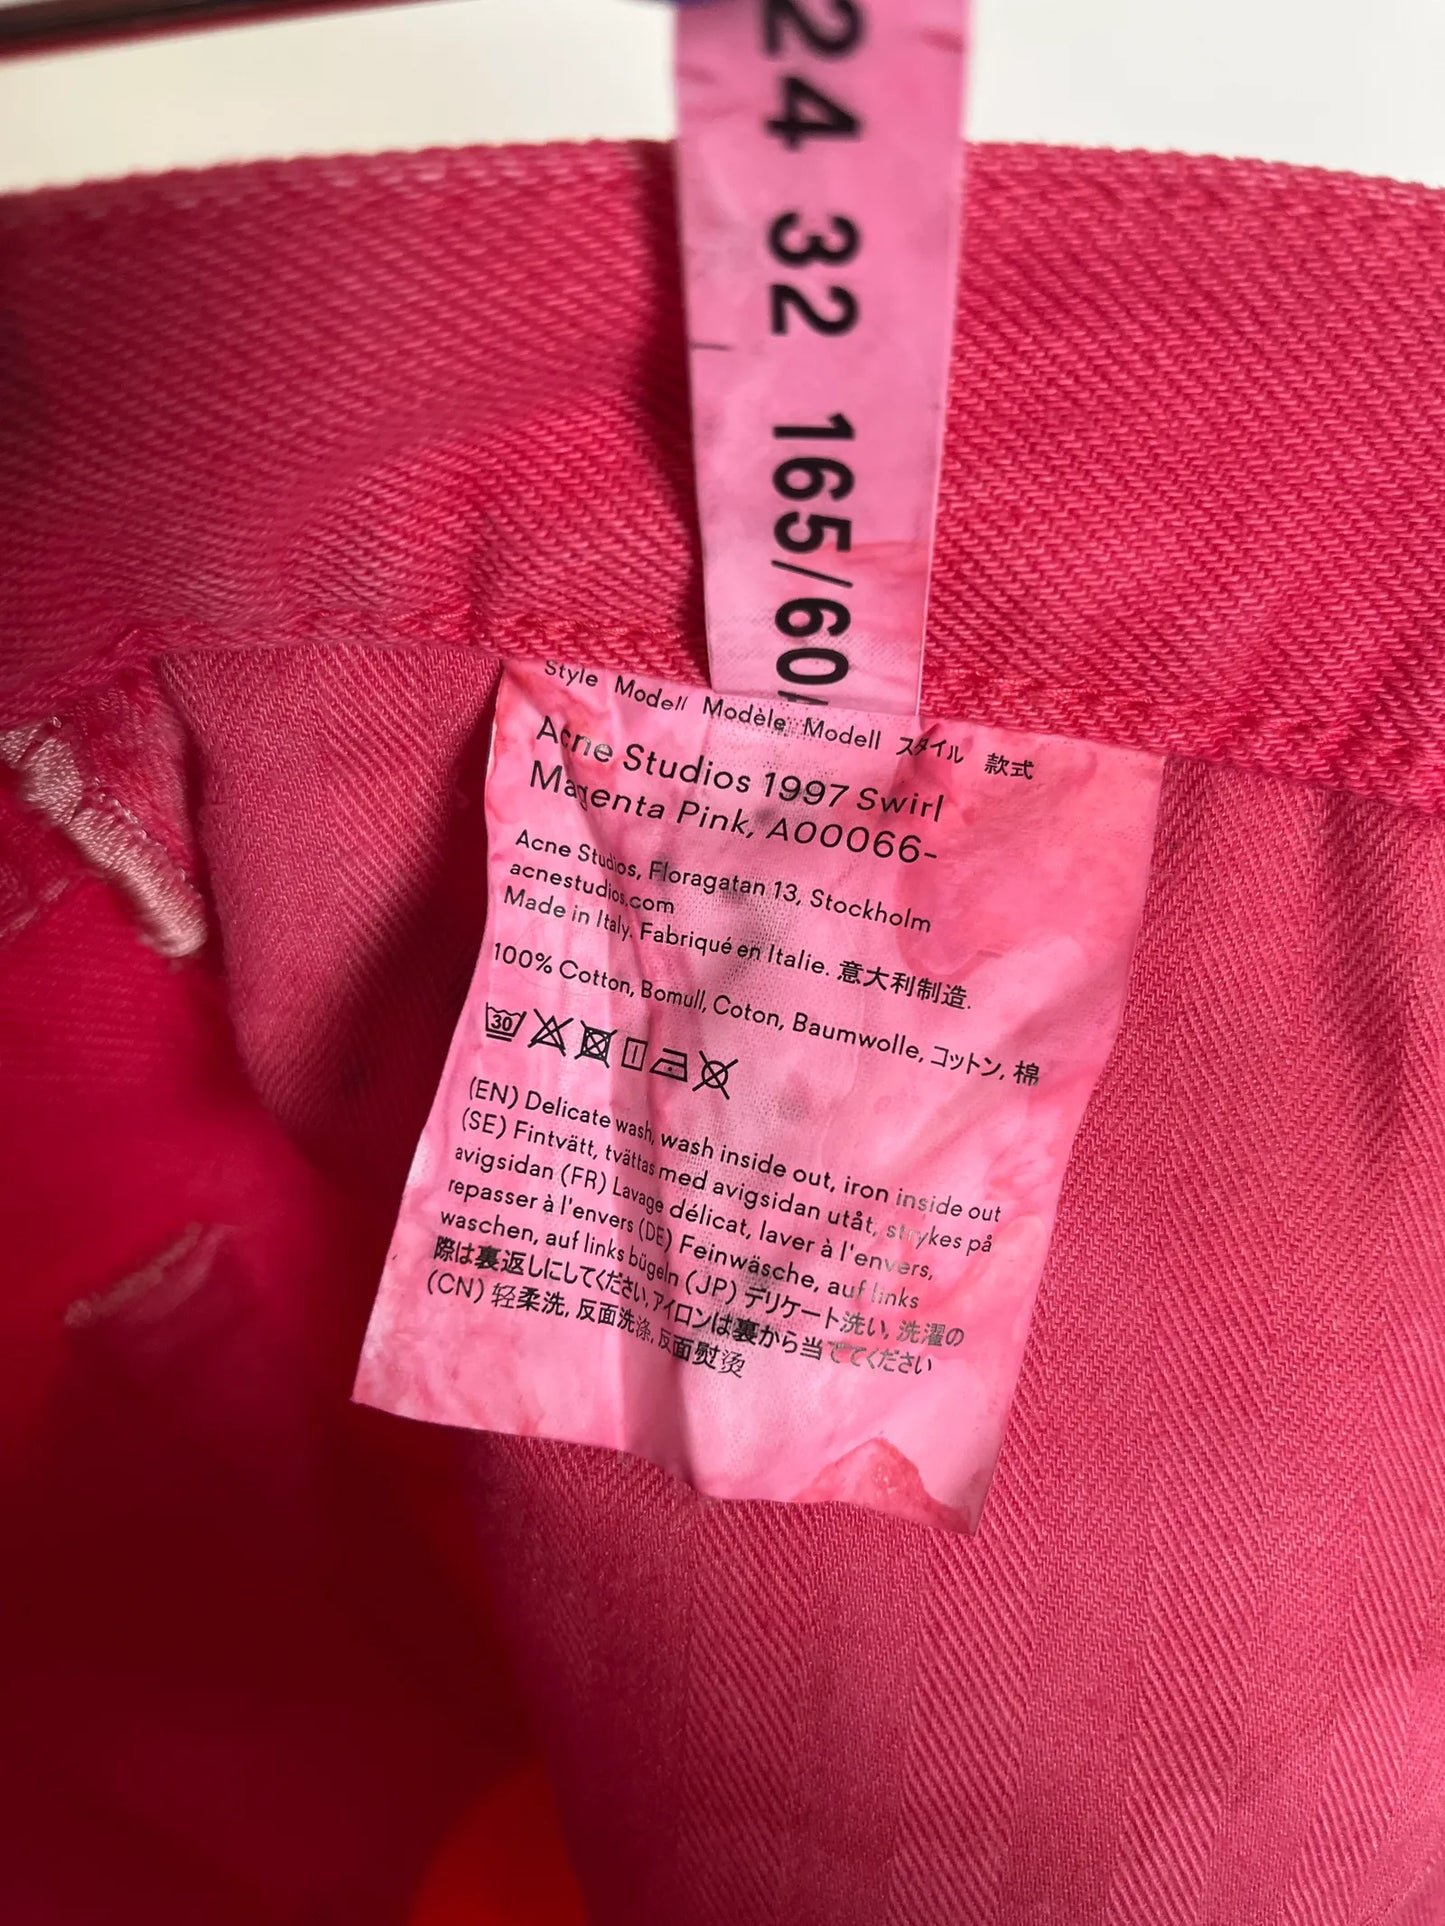 24 32 165/60
Style Modell Modèle Modell スタイル 款式
Acne Studios 1997 Swirl
Magenta Pink, A00066-
Acne Studios, Floragatan 13, Stockholm
acnestudios.com
Made in Italy. Fabriqué en Italie. 意大利制造.
100% Cotton, Bomull, Coton, Baumwolle, コットン, 棉
30
(EN) Delicate wash, wash inside out, iron inside out
(SE) Fintvätt, tvättas med avigsidan utåt, strykes på
avigsidan (FR) Lavage délicat, laver à l'envers,
repasser à l'envers (DE) Feinwäsche, auf links
waschen, auf links bügeln (JP) デリケート洗い, 洗濯の
際は裏返しにしてください, アイロンは裏から当ててください
(CN) 轻柔洗, 反面洗涤, 反面熨烫